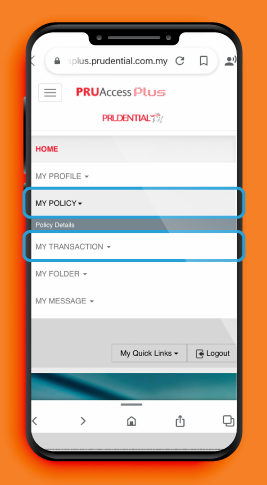 plus.prudential.com.my
PRUAccess Plus
PRUDENTIAL
HOME
MY PROFILE
MY POLICY
Policy Details
MY TRANSACTION
MY FOLDER
MY MESSAGE
My Quick Links
Logout